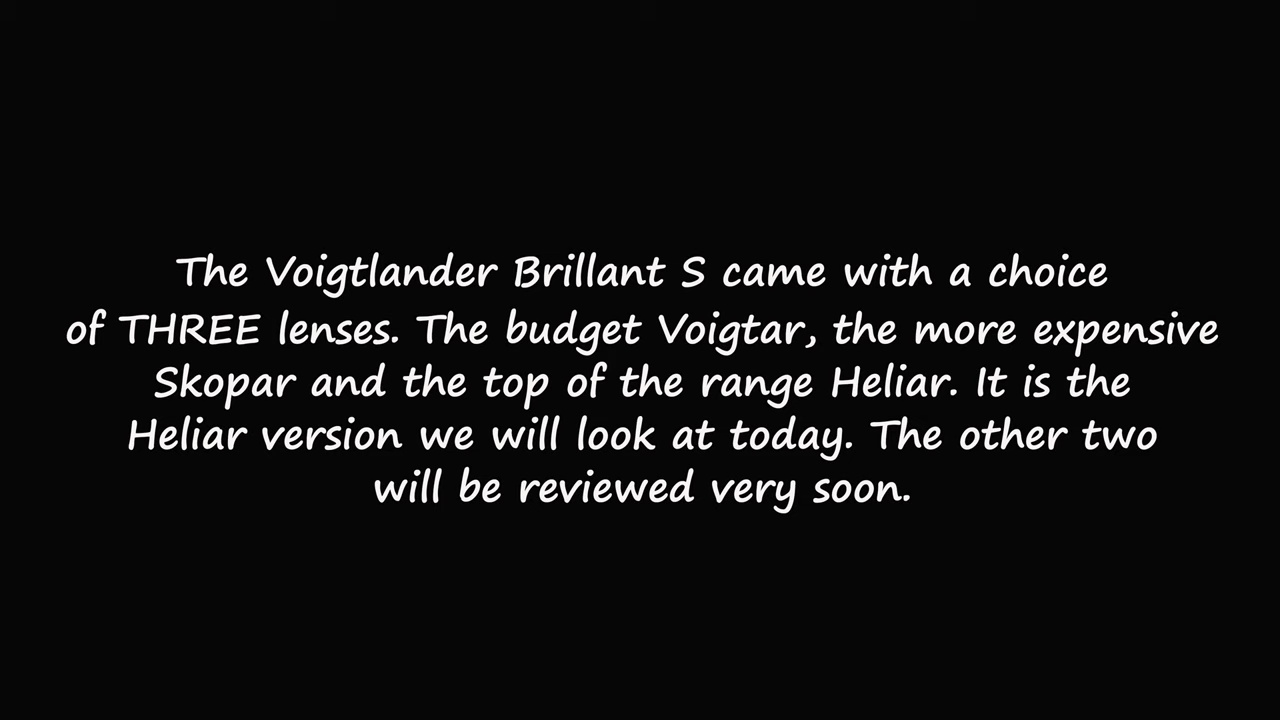 The Voigtlander Brillant S came with a choice
of THREE lenses. The budget Voigtar, the more expensive
Skopar and the top of the range Heliar. It is the
Heliar version we will look at today. The other two
will be reviewed very soon.